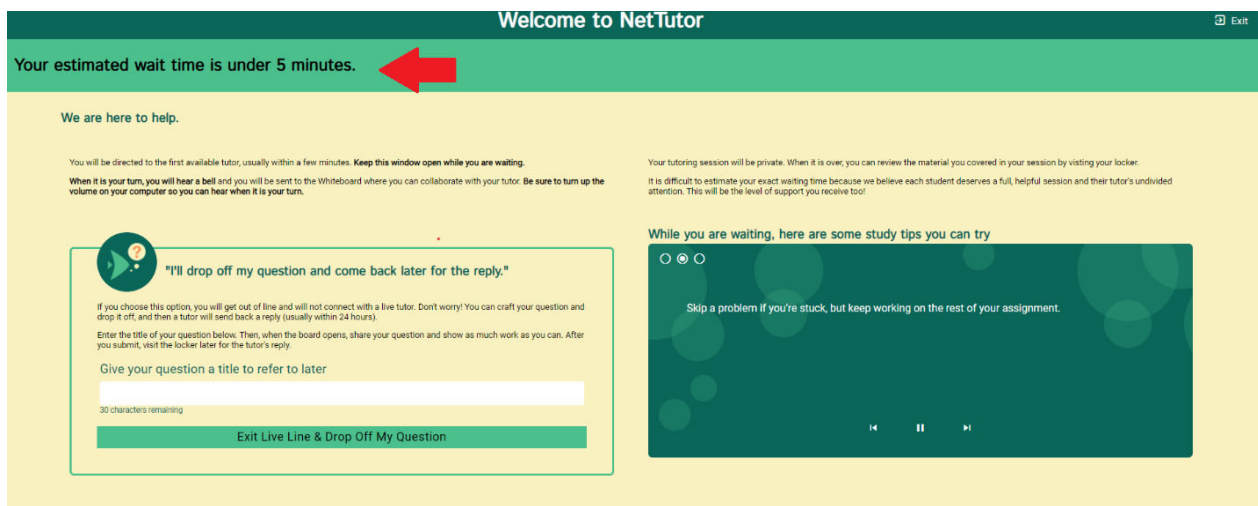 Welcome to NetTutor
Exit
Your estimated wait time is under 5 minutes.
We are here to help.
You will be directed to the first available tutor, usually within a few minutes. Keep this window open while you are waiting.
When it is your turn, you will hear a bell and you will be sent to the Whiteboard where you can collaborate with your tutor. Be sure to turn up the
volume on your computer so you can hear when it is your turn.
Your tutoring session will be private. When it is over, you can review the material you covered in your session by visting your locker.
It is difficult to estimate your exact waiting time because we believe each student deserves a full, helpful session and their tutor's undivided
attention. This will be the level of support you receive too!
"I'll drop off my question and come back later for the reply."
If you choose this option, you will get out of line and will not connect with a live tutor. Don't worry! You can craft your question and
drop it off, and then a tutor will send back a reply (usually within 24 hours).
Enter the title of your question below. Then, when the board opens, share your question and show as much work as you can. After
you submit, visit the locker later for the tutor's reply.
Give your question a title to refer to later
30 characters remaining
Exit Live Line & Drop Off My Question
While you are waiting, here are some study tips you can try
Skip a problem if you're stuck, but keep working on the rest of your assignment.